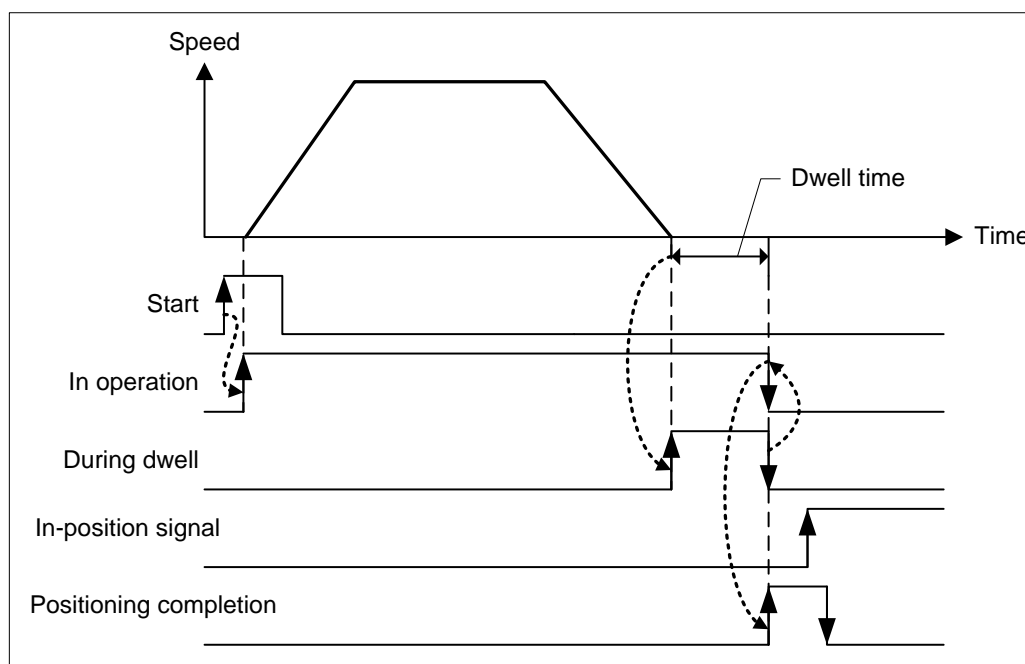 Speed
Dwell time
Time
Start
In operation
During dwell
In-position signal
Positioning completion